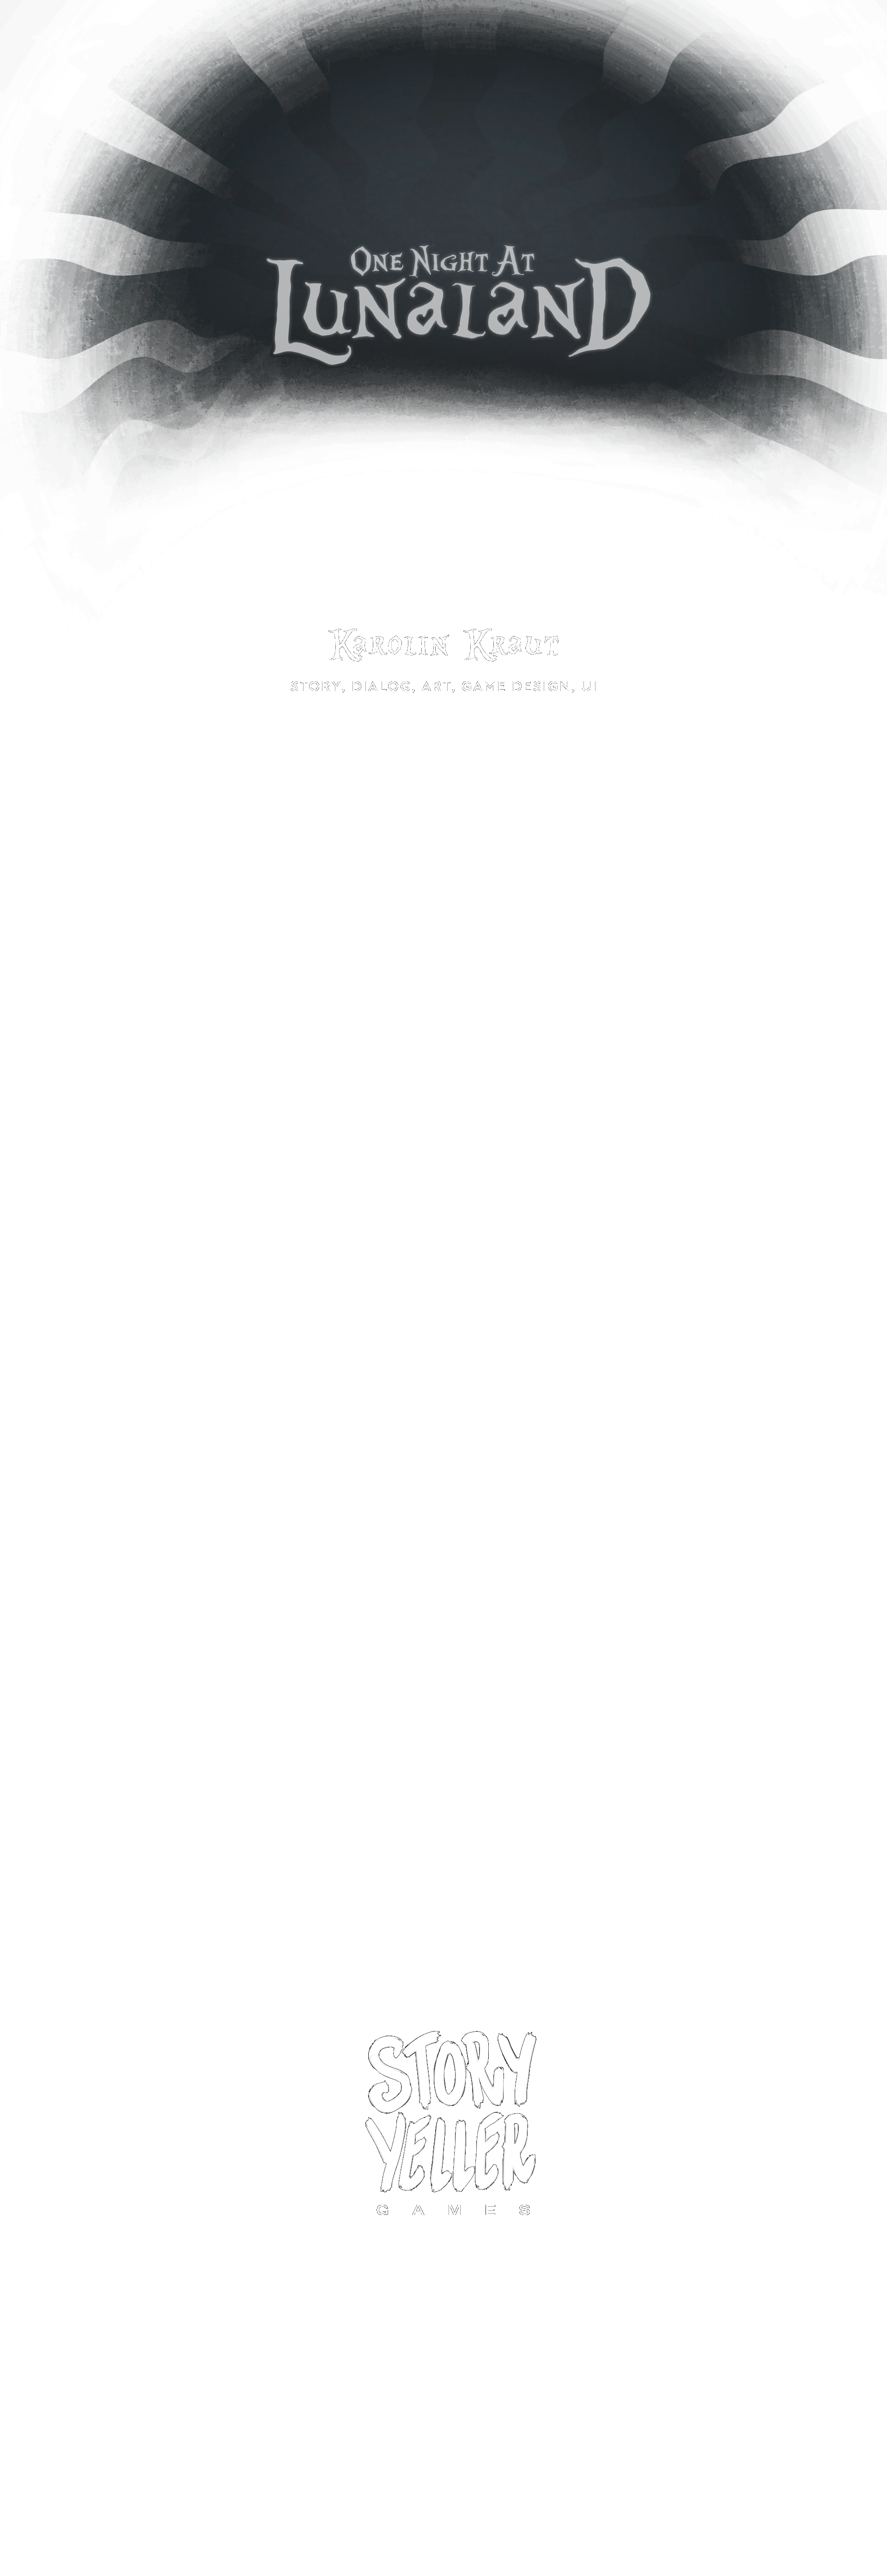 One Night At
Lunaland
Karolin Kraut
STORY, DIALOG, ART, GAME DESIGN, UI
STORY
YELLER
GAMES